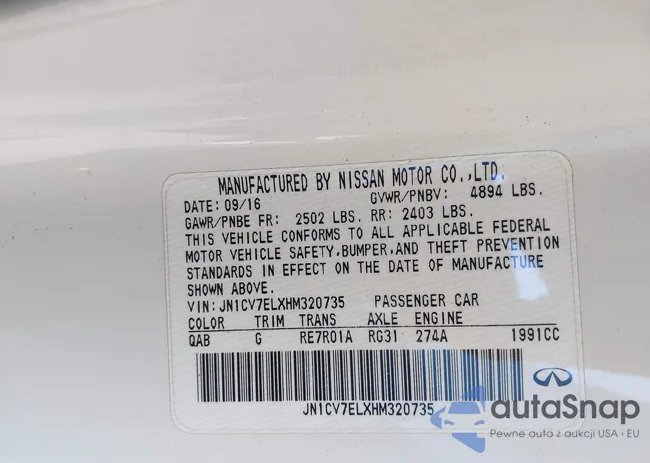 MANUFACTURED BY NISSAN MOTOR CO.,LTD.
DATE: 09/16 GVWR/PNBV: 4894 LBS.
GAWR/PNBE FR: 2502 LBS. RR: 2403 LBS.
THIS VEHICLE CONFORMS TO ALL APPLICABLE FEDERAL
MOTOR VEHICLE SAFETY,BUMPER,AND THEFT PREVENTION
STANDARDS IN EFFECT ON THE DATE OF MANUFACTURE
SHOWN ABOVE.
VIN:JN1CV7ELXHM320735 PASSENGER CAR
COLOR TRIM TRANS AXLE ENGINE
QAB G RE7R01A RG31 274A 1991CC
JN1CV7ELXHM320735
autaSnap
Pewne auta z aukcji USA i EU